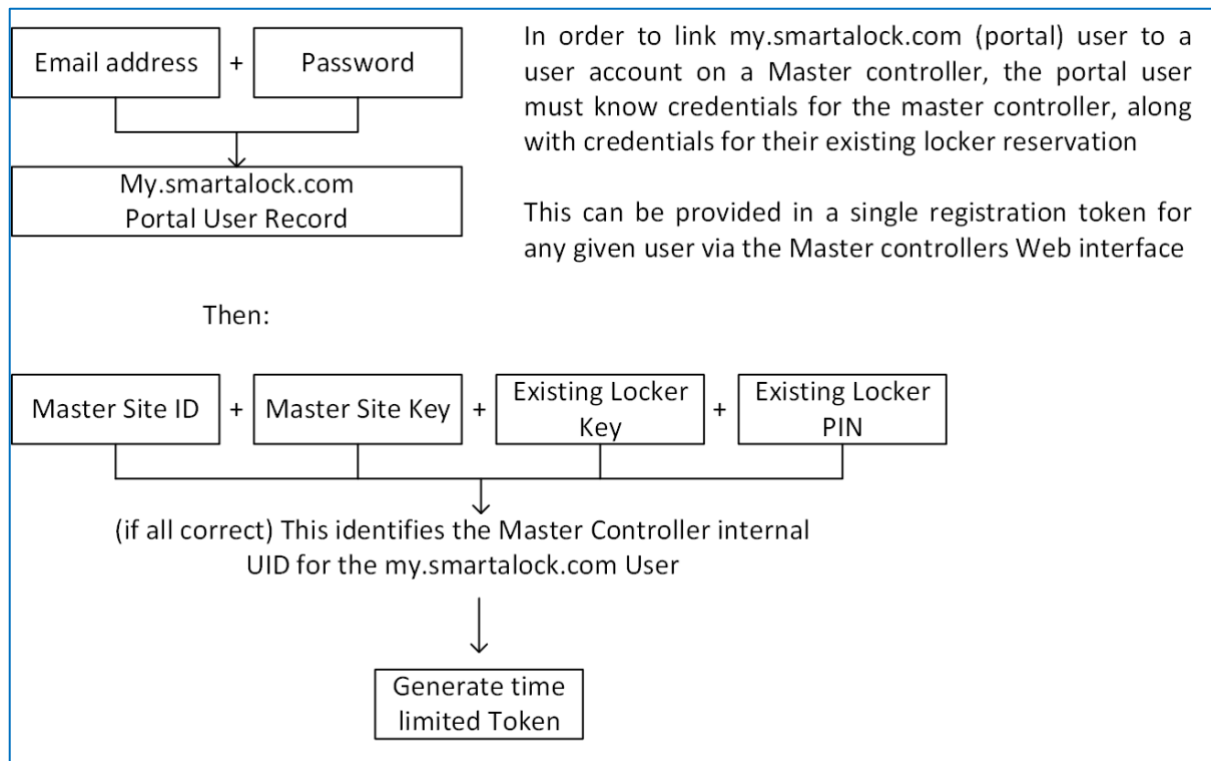 Email address + Password
In order to link my.smartalock.com (portal) user to a
user account on a Master controller, the portal user
must know credentials for the master controller, along
with credentials for their existing locker reservation
My.smartalock.com
Portal User Record
This can be provided in a single registration token for
any given user via the Master controllers Web interface
Then:
Master Site ID + Master Site Key + Existing Locker
Key + Existing Locker
PIN
(if all correct) This identifies the Master Controller internal
UID for the my.smartalock.com User
Generate time
limited Token